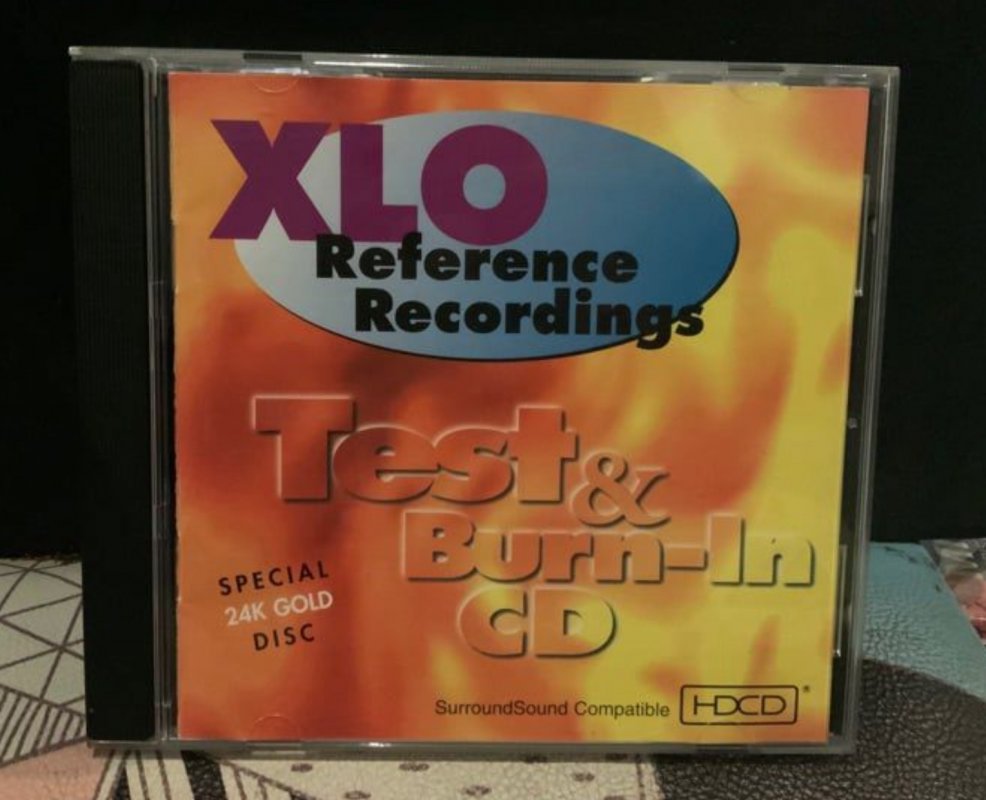 XLO
Reference
Recordings
Test &
Burn-In
CD
SPECIAL
24K GOLD
DISC
SurroundSound Compatible HDCD®